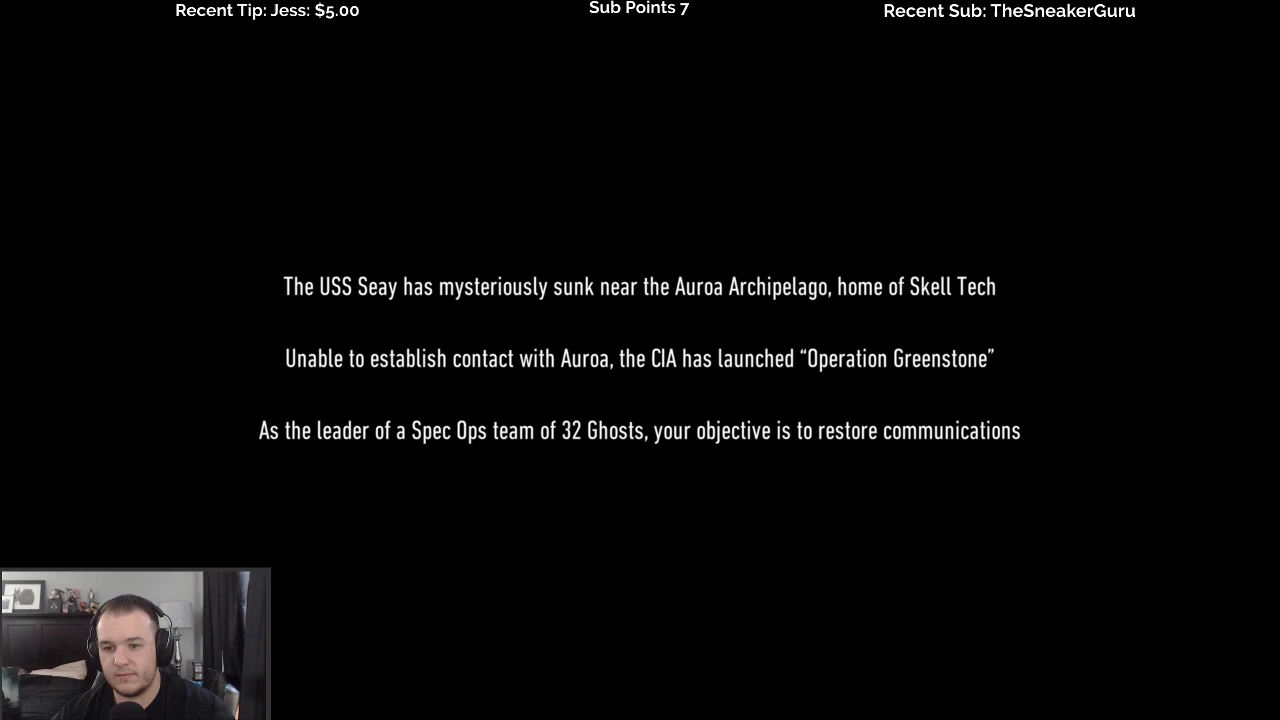 Recent Tip: Jess: $5.00
Sub Points 7
Recent Sub: TheSneakerGuru
The USS Seay has mysteriously sunk near the Auroa Archipelago, home of Skell Tech
Unable to establish contact with Auroa, the CIA has launched “Operation Greenstone”
As the leader of a Spec Ops team of 32 Ghosts, your objective is to restore communications